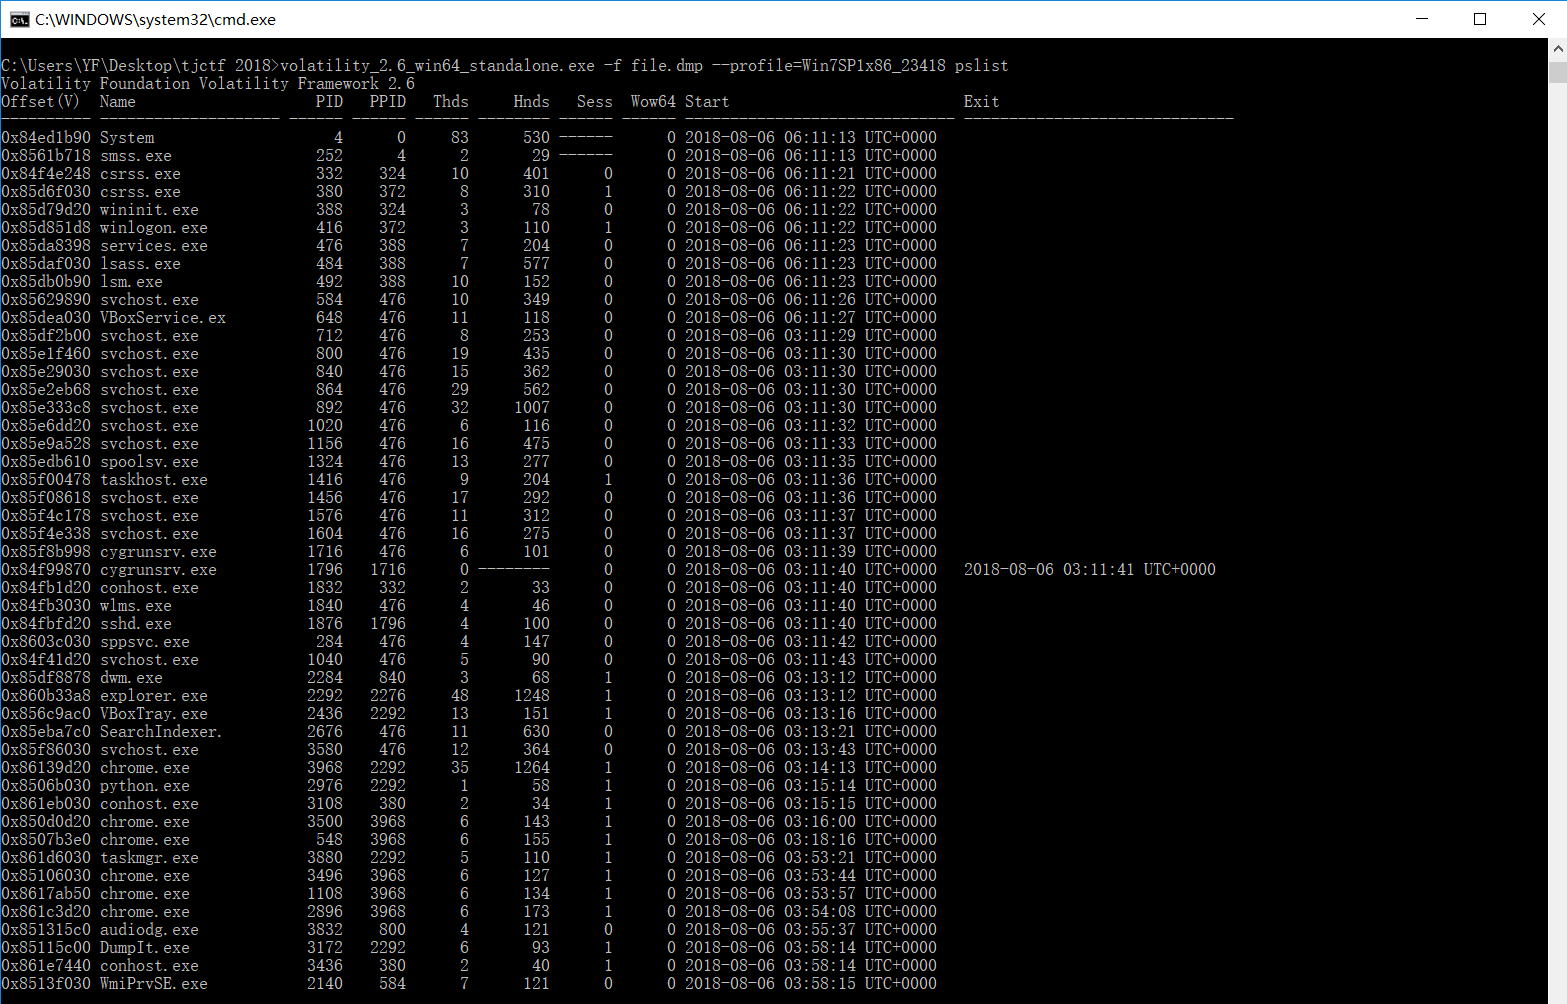 C:\WINDOWS\system32\cmd.exe
C:\Users\YF\Desktop\tjctf 2018>volatility_2.6_win64_standalone.exe -f file.dmp --profile=Win7SP1x86_23418 pslist
Volatility Foundation Volatility Framework 2.6
Offset(V)  Name                    PID   PPID   Thds     Hnds   Sess  Wow64 Start                          Exit
---------- -------------------- ------ ------ ------ -------- ------ ------ ------------------------------ ------------------------------
0x84ed1b90 System                    4      0     83      530 ------      0 2018-08-06 06:11:13 UTC+0000
0x8561b718 smss.exe                252      4      2       29 ------      0 2018-08-06 06:11:13 UTC+0000
0x84f4e248 csrss.exe               332    324     10      401      0      0 2018-08-06 06:11:21 UTC+0000
0x85d6f030 csrss.exe               380    372      8      310      1      0 2018-08-06 06:11:22 UTC+0000
0x85d79d20 wininit.exe             388    324      3       78      0      0 2018-08-06 06:11:22 UTC+0000
0x85d851d8 winlogon.exe            416    372      3      110      1      0 2018-08-06 06:11:22 UTC+0000
0x85da8398 services.exe            476    388      7      204      0      0 2018-08-06 06:11:23 UTC+0000
0x85daf030 lsass.exe               484    388      7      577      0      0 2018-08-06 06:11:23 UTC+0000
0x85db0b90 lsm.exe                 492    388     10      152      0      0 2018-08-06 06:11:23 UTC+0000
0x85629890 svchost.exe             584    476     10      349      0      0 2018-08-06 06:11:26 UTC+0000
0x85dea030 VBoxService.ex          648    476     11      118      0      0 2018-08-06 06:11:27 UTC+0000
0x85df2b00 svchost.exe             712    476      8      253      0      0 2018-08-06 03:11:29 UTC+0000
0x85e1f460 svchost.exe             800    476     19      435      0      0 2018-08-06 03:11:30 UTC+0000
0x85e29030 svchost.exe             840    476     15      362      0      0 2018-08-06 03:11:30 UTC+0000
0x85e2eb68 svchost.exe             864    476     29      562      0      0 2018-08-06 03:11:30 UTC+0000
0x85e333c8 svchost.exe             892    476     32     1007      0      0 2018-08-06 03:11:30 UTC+0000
0x85e6dd20 svchost.exe            1020    476      6      116      0      0 2018-08-06 03:11:32 UTC+0000
0x85e9a528 svchost.exe            1156    476     16      475      0      0 2018-08-06 03:11:33 UTC+0000
0x85edb610 spoolsv.exe            1324    476     13      277      0      0 2018-08-06 03:11:35 UTC+0000
0x85f00478 taskhost.exe           1416    476      9      204      1      0 2018-08-06 03:11:36 UTC+0000
0x85f08618 svchost.exe            1456    476     17      292      0      0 2018-08-06 03:11:36 UTC+0000
0x85f4c178 svchost.exe            1576    476     11      312      0      0 2018-08-06 03:11:37 UTC+0000
0x85f4e338 svchost.exe            1604    476     16      275      0      0 2018-08-06 03:11:37 UTC+0000
0x85f8b998 cygrunsrv.exe          1716    476      6      101      0      0 2018-08-06 03:11:39 UTC+0000
0x84f99870 cygrunsrv.exe          1796   1716      0 --------      0      0 2018-08-06 03:11:40 UTC+0000   2018-08-06 03:11:41 UTC+0000
0x84fb1d20 conhost.exe            1832    332      2       33      0      0 2018-08-06 03:11:40 UTC+0000
0x84fb3030 wlms.exe               1840    476      4       46      0      0 2018-08-06 03:11:40 UTC+0000
0x84fbfd20 sshd.exe               1876   1796      4      100      0      0 2018-08-06 03:11:40 UTC+0000
0x8603c030 sppsvc.exe              284    476      4      147      0      0 2018-08-06 03:11:42 UTC+0000
0x84f41d20 svchost.exe            1040    476      5       90      0      0 2018-08-06 03:11:43 UTC+0000
0x85df8878 dwm.exe                2284    840      3       68      1      0 2018-08-06 03:13:12 UTC+0000
0x860b33a8 explorer.exe           2292   2276     48     1248      1      0 2018-08-06 03:13:12 UTC+0000
0x856c9ac0 VBoxTray.exe           2436   2292     13      151      1      0 2018-08-06 03:13:16 UTC+0000
0x85eba7c0 SearchIndexer.         2676    476     11      630      0      0 2018-08-06 03:13:21 UTC+0000
0x85f86030 svchost.exe            3580    476     12      364      0      0 2018-08-06 03:13:43 UTC+0000
0x86139d20 chrome.exe             3968   2292     35     1264      1      0 2018-08-06 03:14:13 UTC+0000
0x8506b030 python.exe             2976   2292      1       58      1      0 2018-08-06 03:15:14 UTC+0000
0x861eb030 conhost.exe            3108    380      2       34      1      0 2018-08-06 03:15:15 UTC+0000
0x850d0d20 chrome.exe             3500   3968      6      143      1      0 2018-08-06 03:16:00 UTC+0000
0x8507b3e0 chrome.exe              548   3968      6      155      1      0 2018-08-06 03:18:16 UTC+0000
0x861d6030 taskmgr.exe            3880   2292      5      110      1      0 2018-08-06 03:53:21 UTC+0000
0x85106030 chrome.exe             3496   3968      6      127      1      0 2018-08-06 03:53:44 UTC+0000
0x8617ab50 chrome.exe             1108   3968      6      134      1      0 2018-08-06 03:53:57 UTC+0000
0x861c3d20 chrome.exe             2896   3968      6      173      1      0 2018-08-06 03:54:08 UTC+0000
0x851315c0 audiodg.exe            3832    800      4      121      0      0 2018-08-06 03:55:37 UTC+0000
0x85115c00 DumpIt.exe             3172   2292      6       93      1      0 2018-08-06 03:58:14 UTC+0000
0x861e7440 conhost.exe            3436    380      2       40      1      0 2018-08-06 03:58:14 UTC+0000
0x8513f030 WmiPrvSE.exe           2140    584      7      121      0      0 2018-08-06 03:58:15 UTC+0000